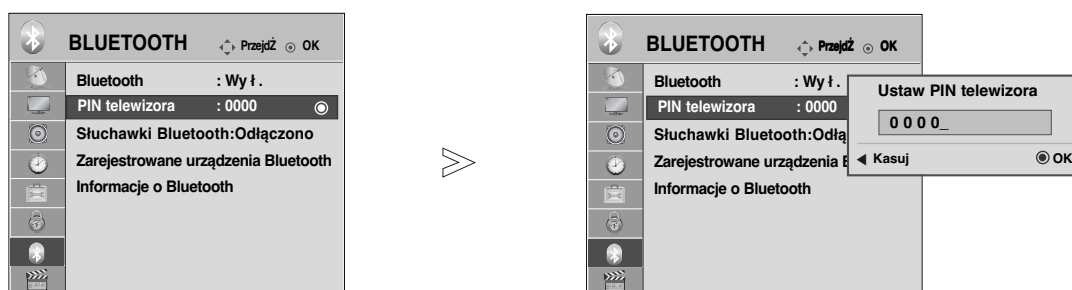 BLUETOOTH PrzejdŹ OK
Bluetooth : Wy ł .
PIN telewizora : 0000
Słuchawki Bluetooth:Odłączono
Zarejestrowane urządzenia Bluetooth
Informacje o Bluetooth
BLUETOOTH PrzejdŹ OK
Bluetooth : Wy ł .
PIN telewizora : 0000
Słuchawki Bluetooth:Odłą
Zarejestrowane urządzenia B
Informacje o Bluetooth
Ustaw PIN telewizora
0 0 0 0_
Kasuj OK